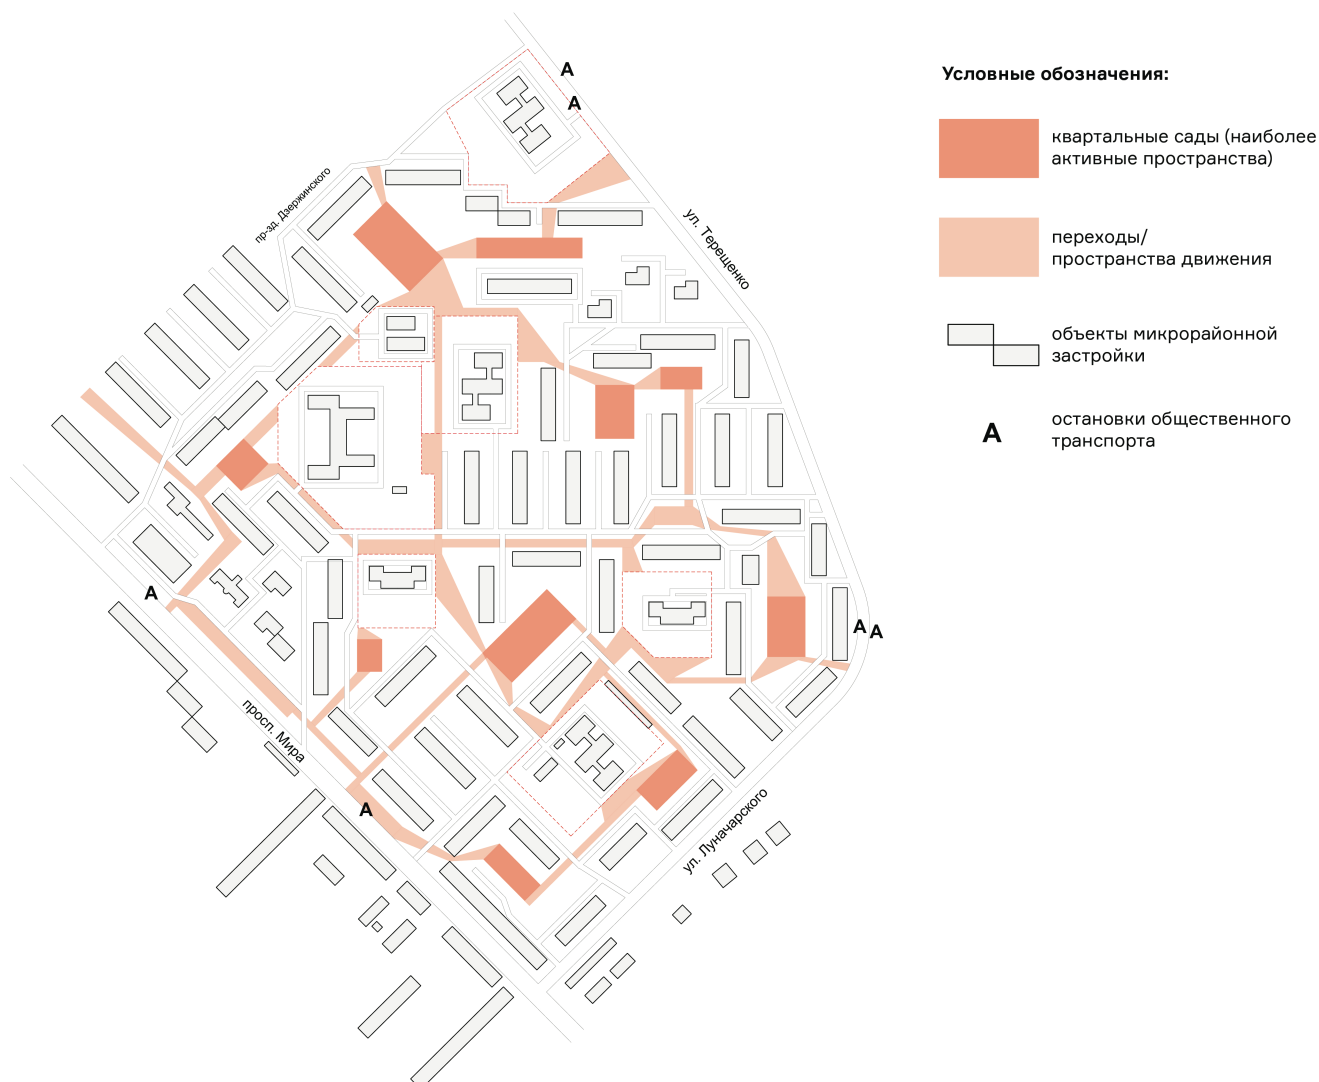 Условные обозначения:
квартальные сады (наиболее
активные пространства)
переходы/
пространства движения
объекты микрорайонной
застройки
А
остановки общественного
транспорта
А
А
пр-зд. Дзержинского
ул. Терещенко
А
А
А
просп. Мира
А
ул. Луначарского